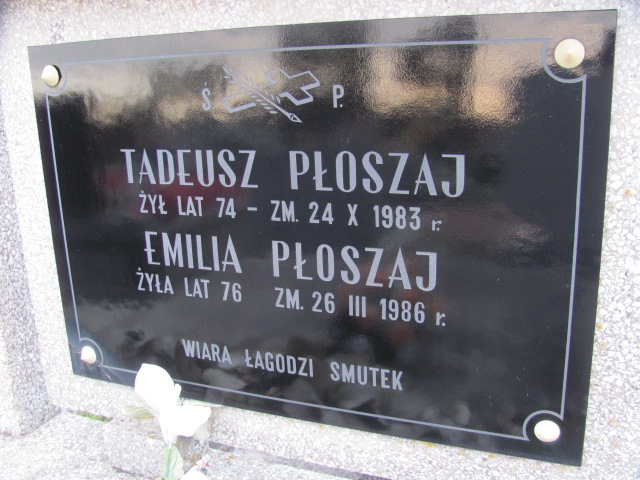 Ś P.
TADEUSZ PŁOSZAJ
ŻYŁ LAT 74 - ZM. 24 X 1983 r.
EMILIA PŁOSZAJ
ŻYŁA LAT 76 ZM. 26 III 1986 r.
WIARA ŁAGODZI SMUTEK